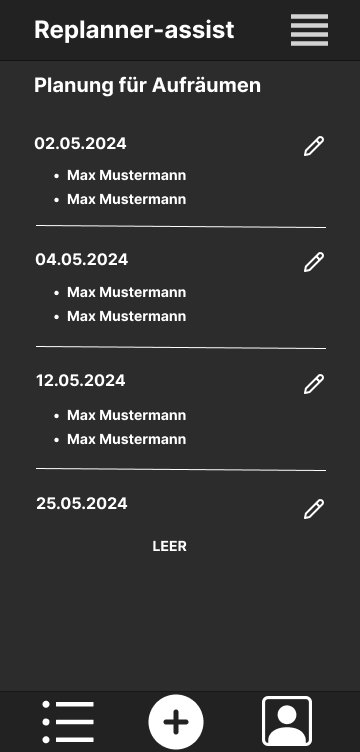 Replanner-assist
Planung für Aufräumen
02.05.2024
• Max Mustermann
• Max Mustermann
04.05.2024
• Max Mustermann
• Max Mustermann
12.05.2024
• Max Mustermann
• Max Mustermann
25.05.2024
LEER